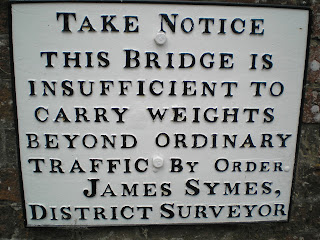 TAKE NOTICE
THIS BRIDGE IS
INSUFFICIENT TO
CARRY WEIGHTS
BEYOND ORDINARY
TRAFFIC BY ORDER
JAMES SYMES,
DISTRICT SURVEYOR